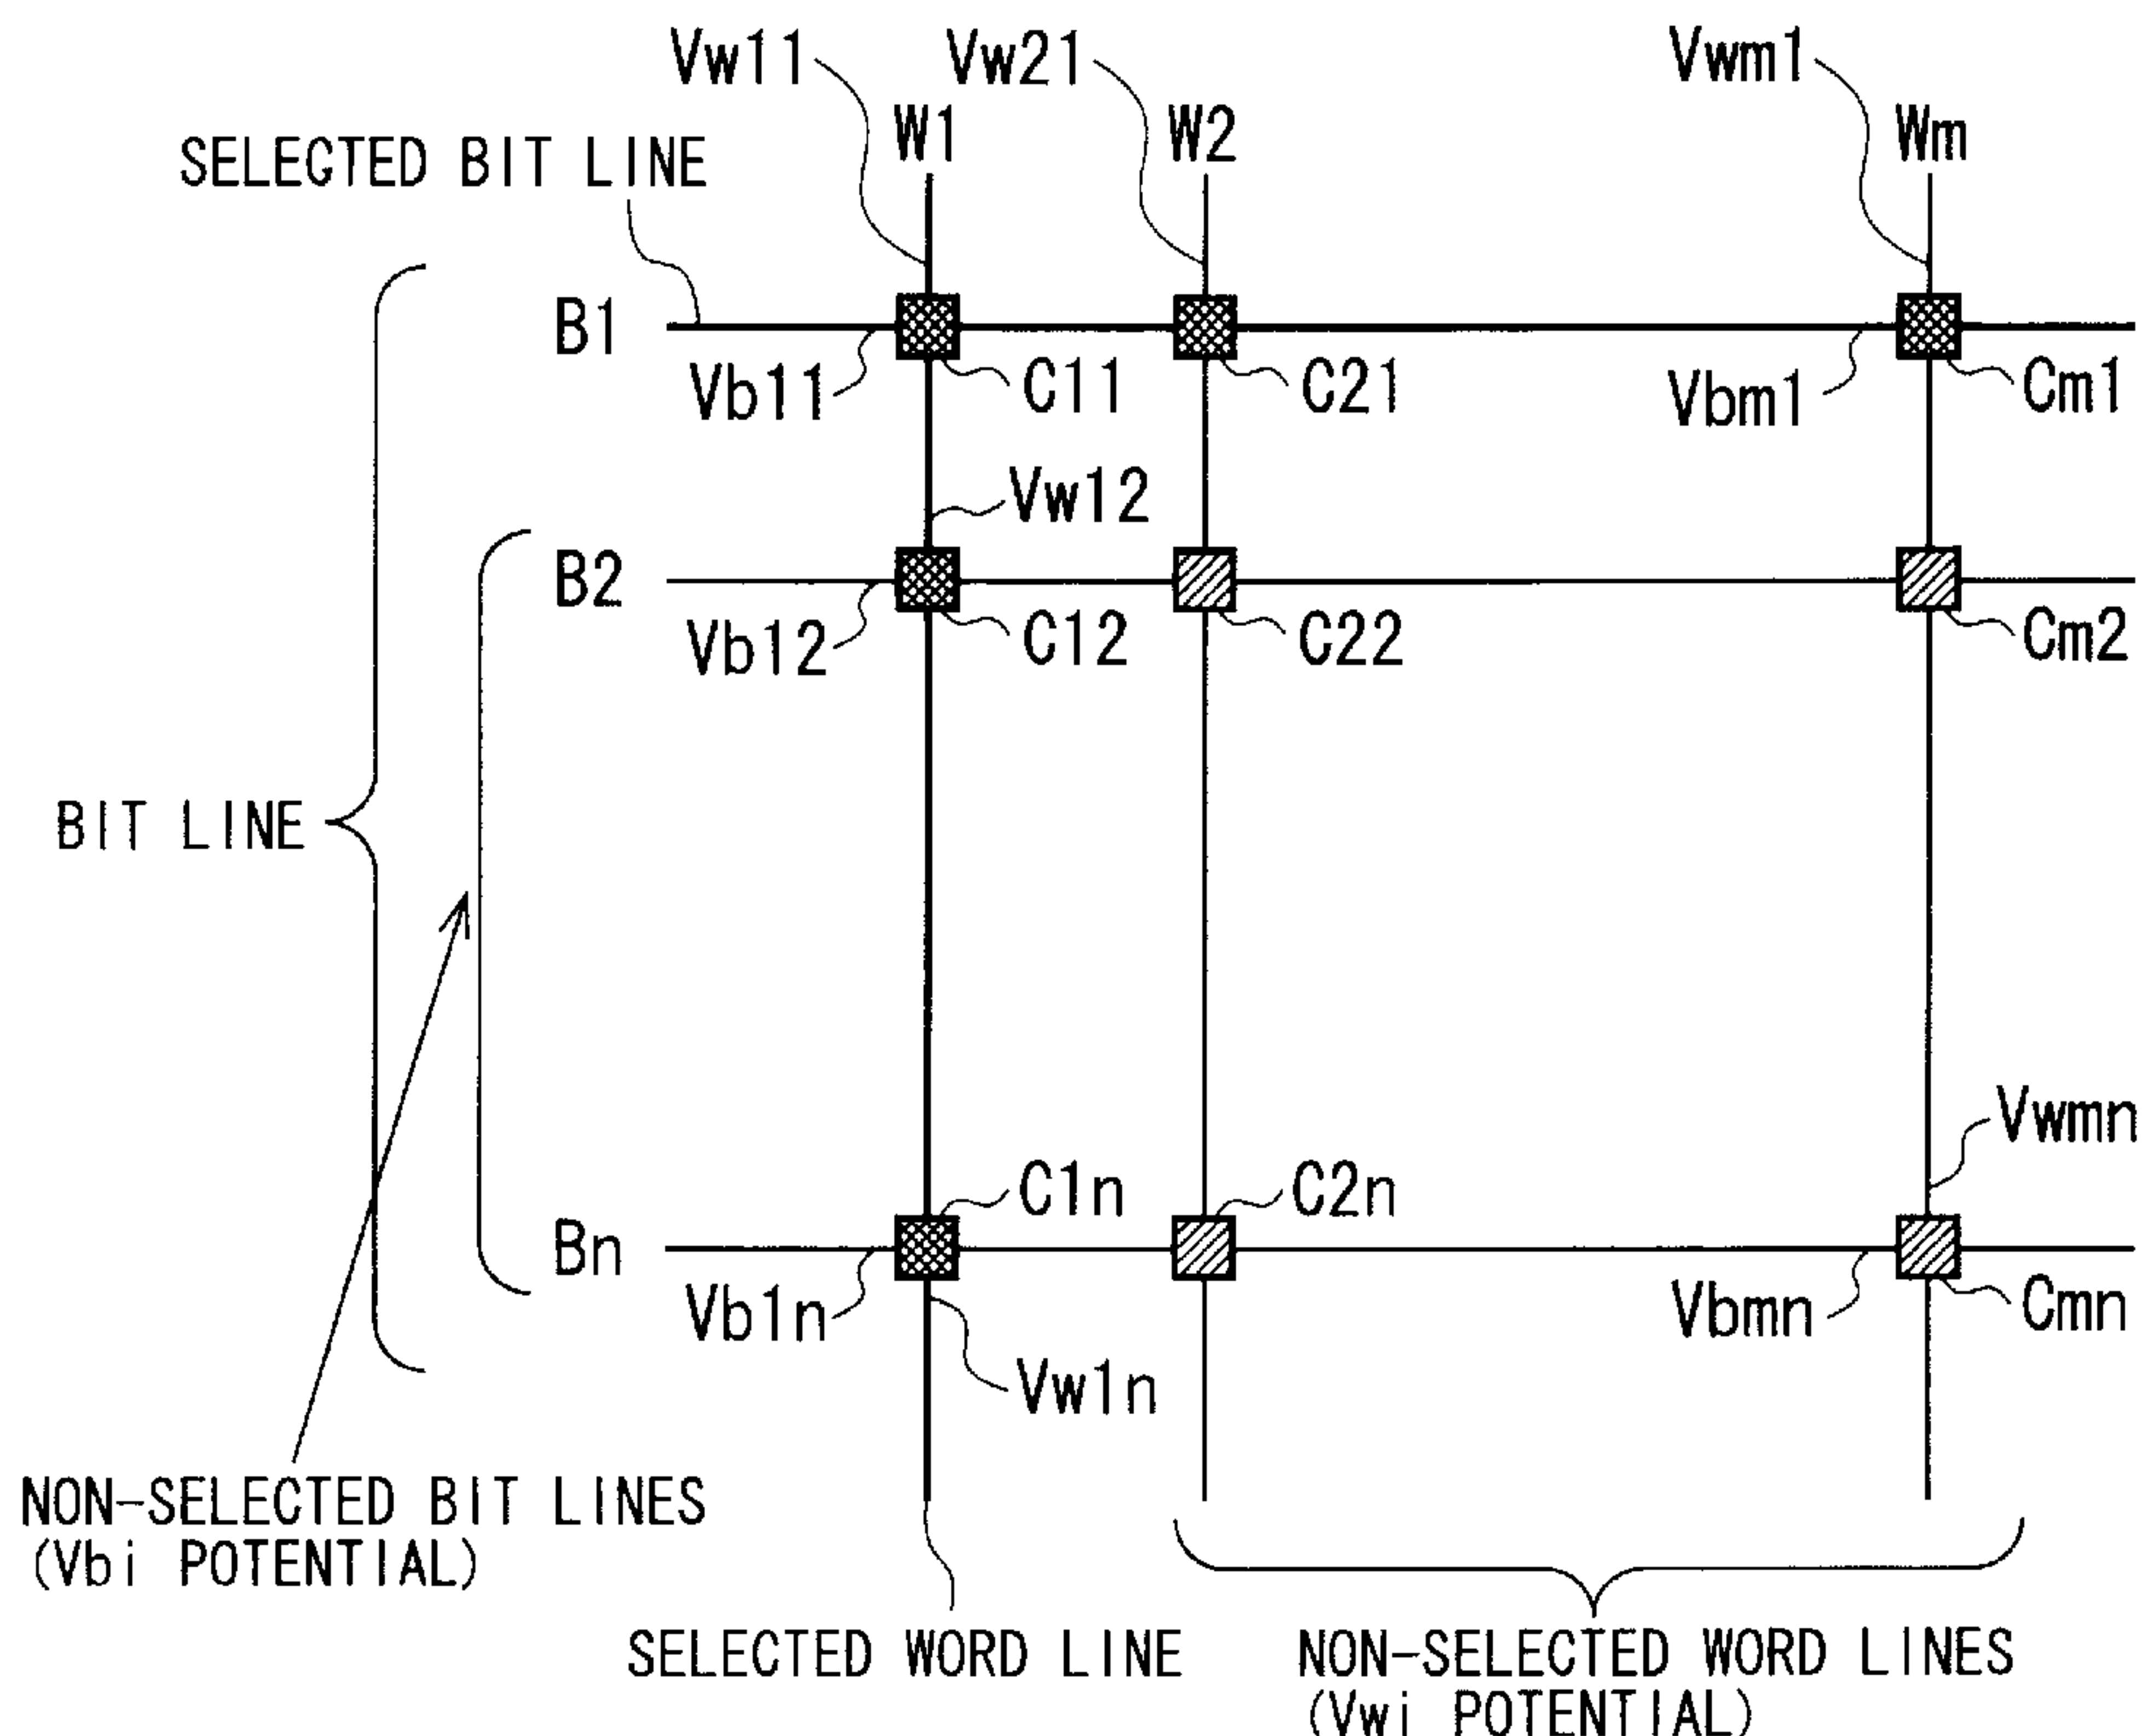 Vw11
Vw21
Vwm1
W1
W2
Wm
SELECTED BIT LINE
B1
Vb11
C11
C21
Vbm1
Cm1
Vw12
B2
Vb12
C12
C22
Cm2
BIT LINE
Vwmn
C1n
C2n
Bn
Vb1n
Vbmn
Cmn
Vw1n
NON-SELECTED BIT LINES
(Vbi POTENTIAL)
SELECTED WORD LINE
NON-SELECTED WORD LINES
(Vwi POTENTIAL)